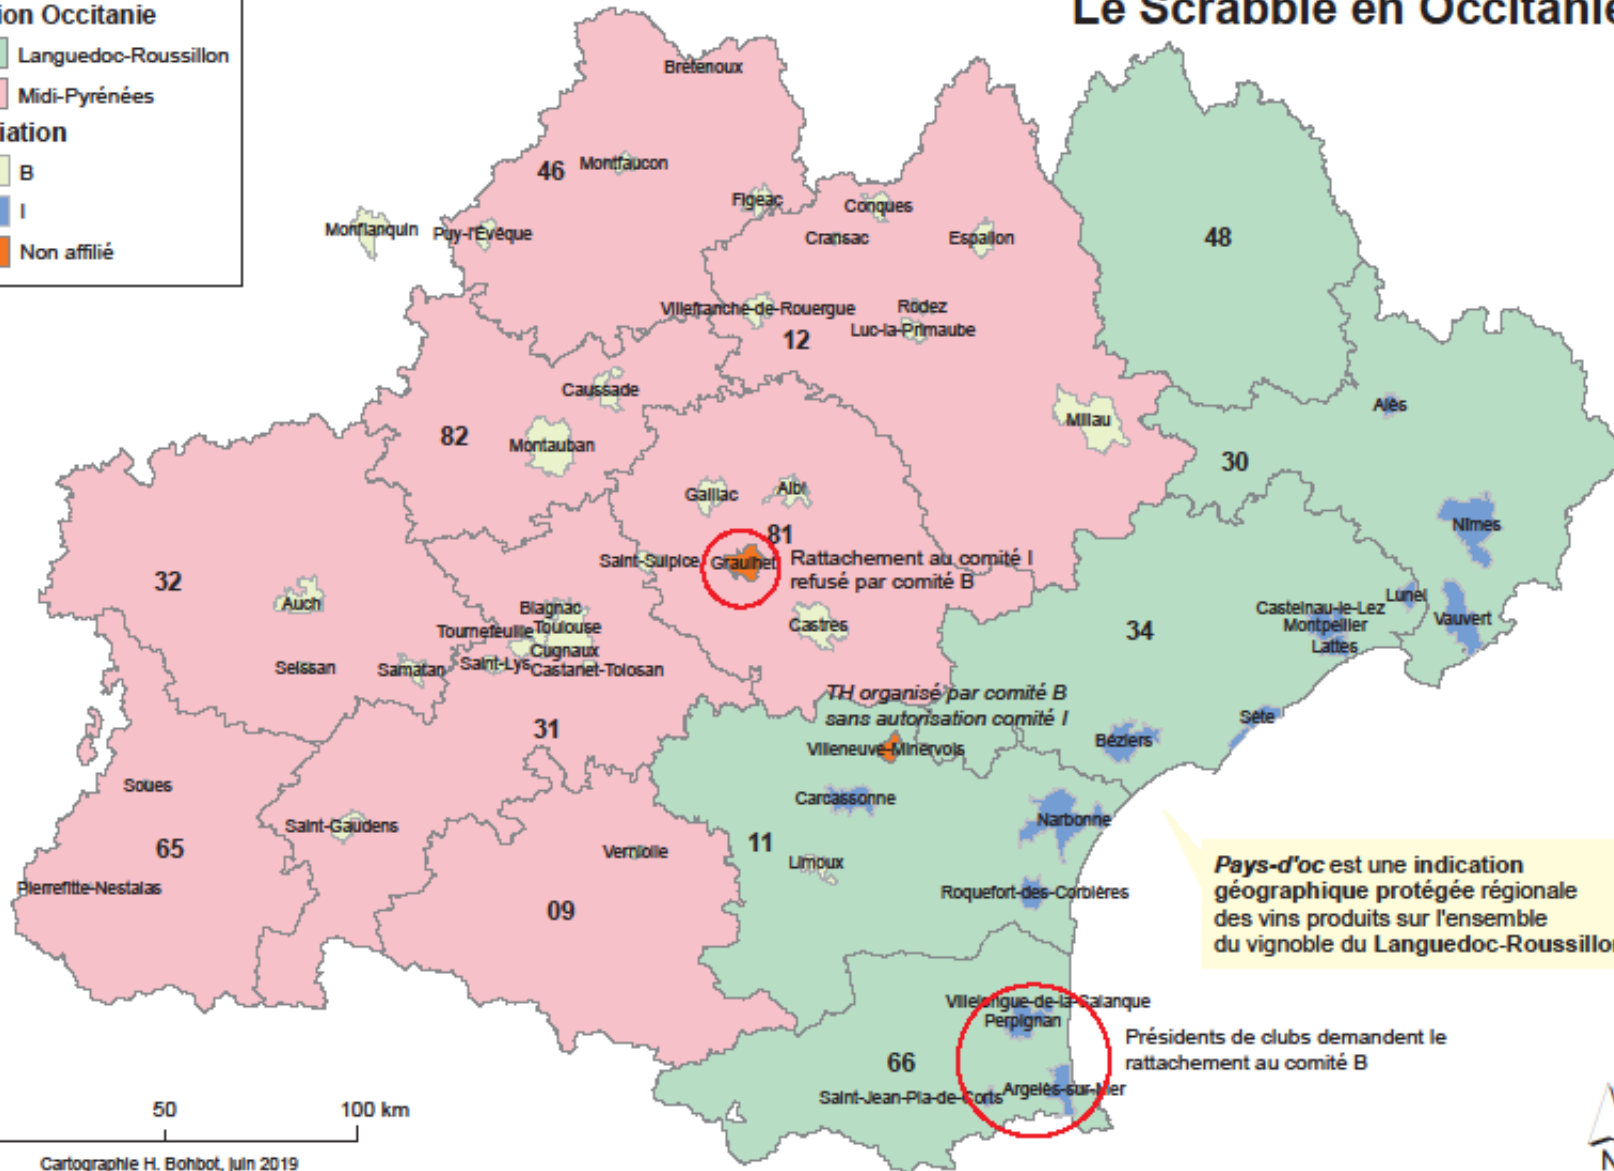 Le Scrabble en Occitanie
ion Occitanie
Languedoc-Roussillon
Midi-Pyrénées
iation
B
I
Non affilié
Bretenoux
46
Montfaucon
Figeac
Conques
Monflanquin
Puy-l'Évêque
Cransac
Espalion
48
Villefranche-de-Rouergue
Rodez
Luc-la-Primaube
12
Caussade
Millau
Alès
82
Montauban
30
Gaillac
Albi
Nîmes
81
Saint-Sulpice
Graulhet
Rattachement au comité I
refusé par comité B
32
Auch
Blagnac
Tournefeuille
Toulouse
Cugnaux
Saint-Lys
Castanet-Tolosan
Castres
34
Castelnau-le-Lez
Montpellier
Lattes
Lunel
Vauvert
Seissan
Samatan
TH organisé par comité B
sans autorisation comité I
Villeneuve-Minervois
31
Béziers
Sète
Soues
Carcassonne
Narbonne
Saint-Gaudens
65
Verniolle
11
Limoux
Pierrefitte-Nestalas
Roquefort-des-Corbières
09
Pays-d'oc est une indication
géographique protégée régionale
des vins produits sur l'ensemble
du vignoble du Languedoc-Roussillon
Villelongue-de-la-Salanque
Perpignan
66
Présidents de clubs demandent le
rattachement au comité B
Saint-Jean-Pla-de-Corts
Argelès-sur-Mer
50
100 km
Cartographie H. Bohbot, juin 2019
N